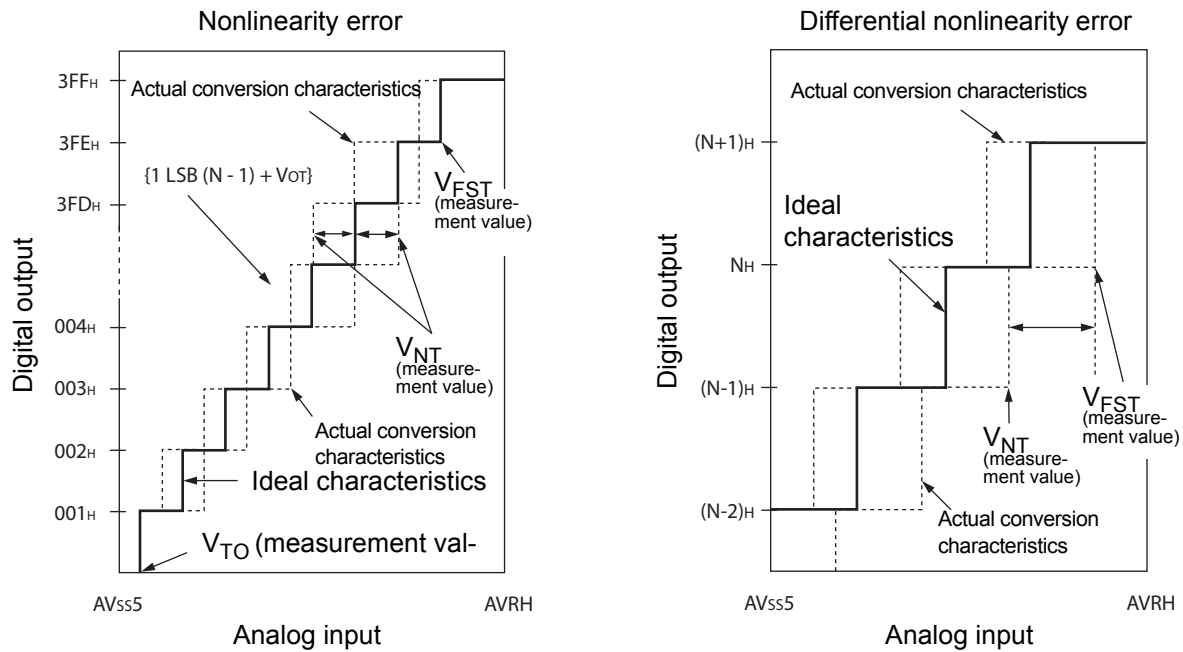 Nonlinearity error
3FFH
Actual conversion characteristics
3FEH
{1 LSB (N - 1) + VOT}
VFST
(measure-
ment value)
3FDH
Digital output
004H
VNT
(measure-
ment value)
003H
Actual conversion
characteristics
002H
Ideal characteristics
001H
VTO (measurement val-
AVSS5
AVRH
Analog input
Differential nonlinearity error
Actual conversion characteristics
(N+1)H
Ideal
characteristics
NH
Digital output
(N-1)H
VFST
(measure-
ment value)
VNT
(measure-
ment value)
(N-2)H
Actual conversion
characteristics
AVSS5
AVRH
Analog input